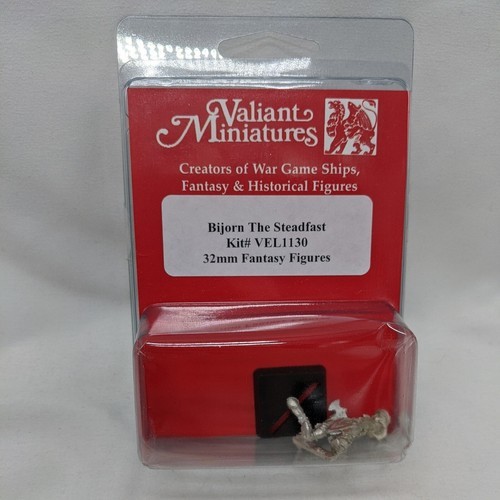 Valiant
Miniatures
Creators of War Game Ships,
Fantasy & Historical Figures
Bijorn The Steadfast
Kit# VEL1130
32mm Fantasy Figures